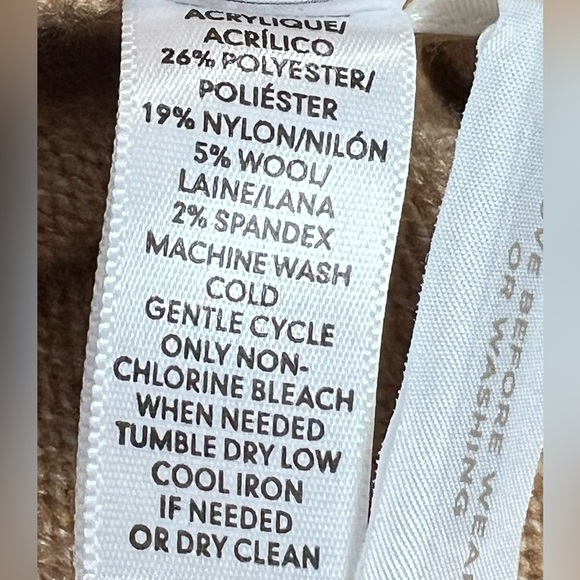 ACRYLIQUE/
ACRÍLICO
26% POLYESTER/
POLIÉSTER
19% NYLON/NILÓN
5% WOOL/
LAINE/LANA
2% SPANDEX
MACHINE WASH
COLD
GENTLE CYCLE
ONLY NON-
CHLORINE BLEACH
WHEN NEEDED
TUMBLE DRY LOW
COOL IRON
IF NEEDED
OR DRY CLEAN
BEFORE
OR WASHING